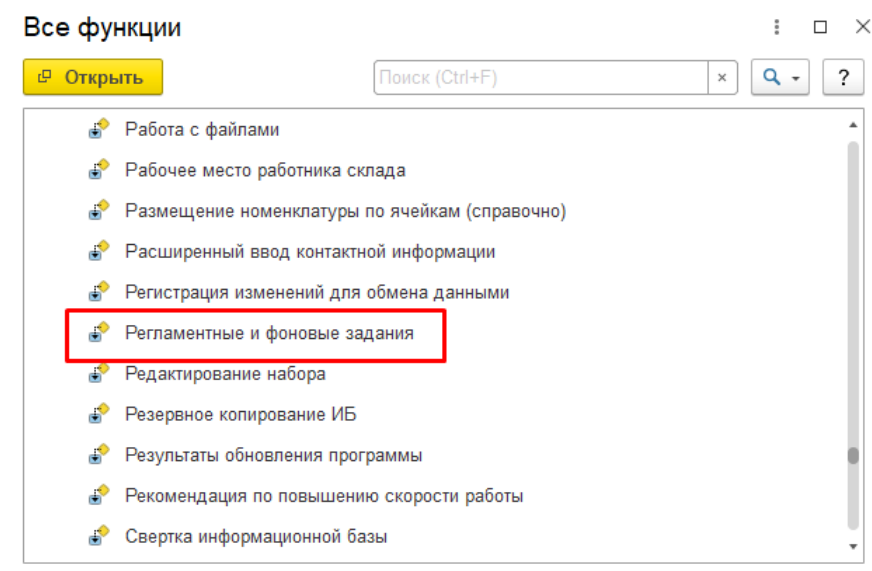 Все функции
Открыть
Поиск (Ctrl+F)
×
?
Работа с файлами
Рабочее место работника склада
Размещение номенклатуры по ячейкам (справочно)
Расширенный ввод контактной информации
Регистрация изменений для обмена данными
Регламентные и фоновые задания
Редактирование набора
Резервное копирование ИБ
Результаты обновления программы
Рекомендация по повышению скорости работы
Свертка информационной базы